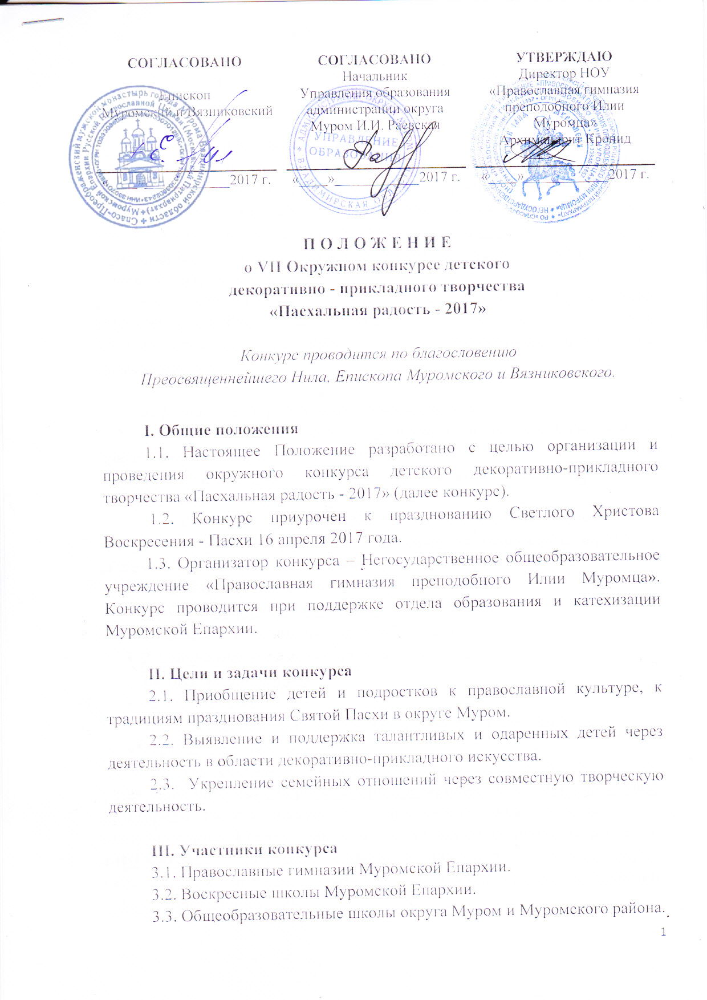 СОГЛАСОВАНО
Епископ
Муромский и Вязниковский
2017 г.
СОГЛАСОВАНО
Начальник
Управления образования
администрации округа
Муром И.И. Раевская
УПРАВЛЕНИЕ
ОБРАЗОВАНИЯ
«____»____________2017 г.
УТВЕРЖДАЮ
Директор НОУ
«Православная гимназия
преподобного Илии
Муромца»
Архимандрит Кронид
«____»____________2017 г.
П О Л О Ж Е Н И Е
о VII Окружном конкурсе детского
декоративно - прикладного творчества
«Пасхальная радость - 2017»
Конкурс проводится по благословению
Преосвященнейшего Нила, Епископа Муромского и Вязниковского.
I. Общие положения
1.1. Настоящее Положение разработано с целью организации и
проведения окружного конкурса детского декоративно-прикладного
творчества «Пасхальная радость - 2017» (далее конкурс).
1.2. Конкурс приурочен к празднованию Светлого Христова
Воскресения - Пасхи 16 апреля 2017 года.
1.3. Организатор конкурса – Негосударственное общеобразовательное
учреждение «Православная гимназия преподобного Илии Муромца».
Конкурс проводится при поддержке отдела образования и катехизации
Муромской Епархии.
II. Цели и задачи конкурса
2.1. Приобщение детей и подростков к православной культуре, к
традициям празднования Святой Пасхи в округе Муром.
2.2. Выявление и поддержка талантливых и одаренных детей через
деятельность в области декоративно-прикладного искусства.
2.3. Укрепление семейных отношений через совместную творческую
деятельность.
III. Участники конкурса
3.1. Православные гимназии Муромской Епархии.
3.2. Воскресные школы Муромской Епархии.
3.3. Общеобразовательные школы округа Муром и Муромского района.
1